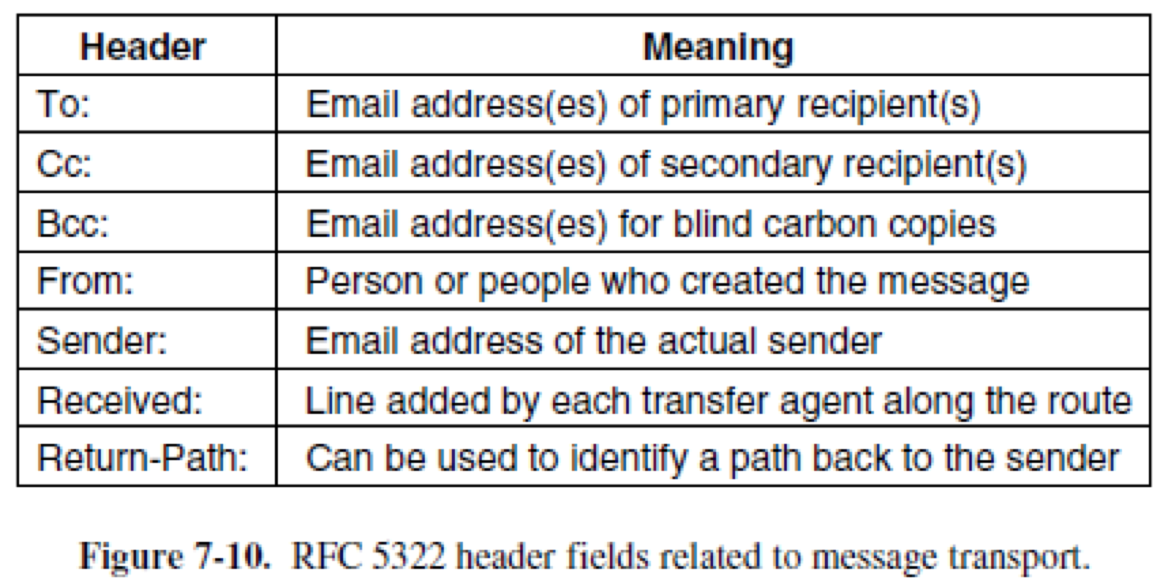 Header Meaning
To: Email address(es) of primary recipient(s)
Cc: Email address(es) of secondary recipient(s)
Bcc: Email address(es) for blind carbon copies
From: Person or people who created the message
Sender: Email address of the actual sender
Received: Line added by each transfer agent along the route
Return-Path: Can be used to identify a path back to the sender
Figure 7-10. RFC 5322 header fields related to message transport.